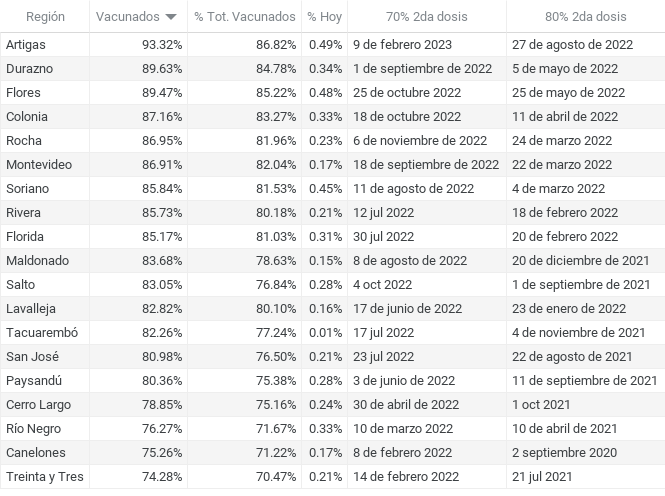 Región Vacunados % Tot. Vacunados % Hoy 70% 2da dosis 80% 2da dosis
Artigas 93.32% 86.82% 0.49% 9 de febrero 2023 27 de agosto de 2022
Durazno 89.63% 84.78% 0.34% 1 de septiembre de 2022 5 de mayo de 2022
Flores 89.47% 85.22% 0.48% 25 de octubre 2022 25 de mayo de 2022
Colonia 87.16% 83.27% 0.33% 18 de octubre 2022 11 de abril de 2022
Rocha 86.95% 81.96% 0.23% 6 de noviembre de 2022 24 de marzo 2022
Montevideo 86.91% 82.04% 0.17% 18 de septiembre de 2022 22 de marzo 2022
Soriano 85.84% 81.53% 0.45% 11 de agosto de 2022 4 de marzo 2022
Rivera 85.73% 80.18% 0.21% 12 jul 2022 18 de febrero 2022
Florida 85.17% 81.03% 0.31% 30 jul 2022 20 de febrero 2022
Maldonado 83.68% 78.63% 0.15% 8 de agosto de 2022 20 de diciembre de 2021
Salto 83.05% 76.84% 0.28% 4 oct 2022 1 de septiembre de 2021
Lavalleja 82.82% 80.10% 0.16% 17 de junio de 2022 23 de enero de 2022
Tacuarembó 82.26% 77.24% 0.01% 17 jul 2022 4 de noviembre de 2021
San José 80.98% 76.50% 0.21% 23 jul 2022 22 de agosto de 2021
Paysandú 80.36% 75.38% 0.28% 3 de junio de 2022 11 de septiembre de 2021
Cerro Largo 78.85% 75.16% 0.24% 30 de abril de 2022 1 oct 2021
Río Negro 76.27% 71.67% 0.33% 10 de marzo de 2022 10 de abril de 2021
Canelones 75.26% 71.22% 0.17% 8 de febrero de 2022 2 septiembre 2020
Treinta y Tres 74.28% 70.47% 0.21% 14 de febrero de 2022 21 jul 2021